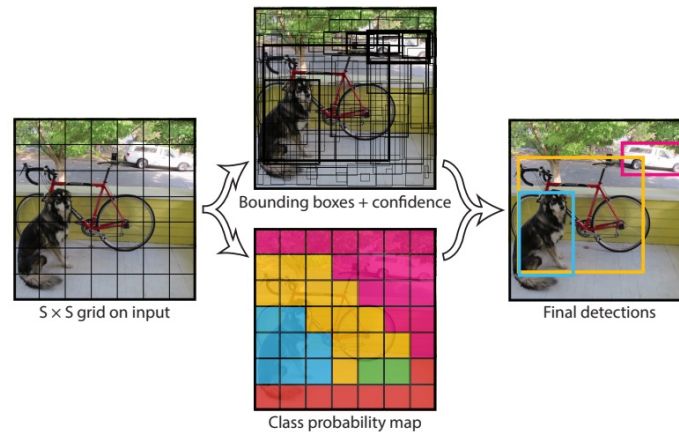 S × S grid on input
Bounding boxes + confidence
Class probability map
Final detections